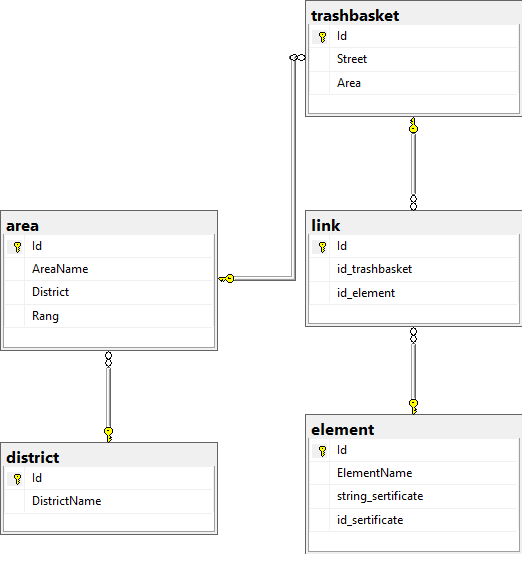 trashbasket
Id
Street
Area
area
Id
AreaName
District
Rang
link
Id
id_trashbasket
id_element
district
Id
DistrictName
element
Id
ElementName
string_sertificate
id_sertificate